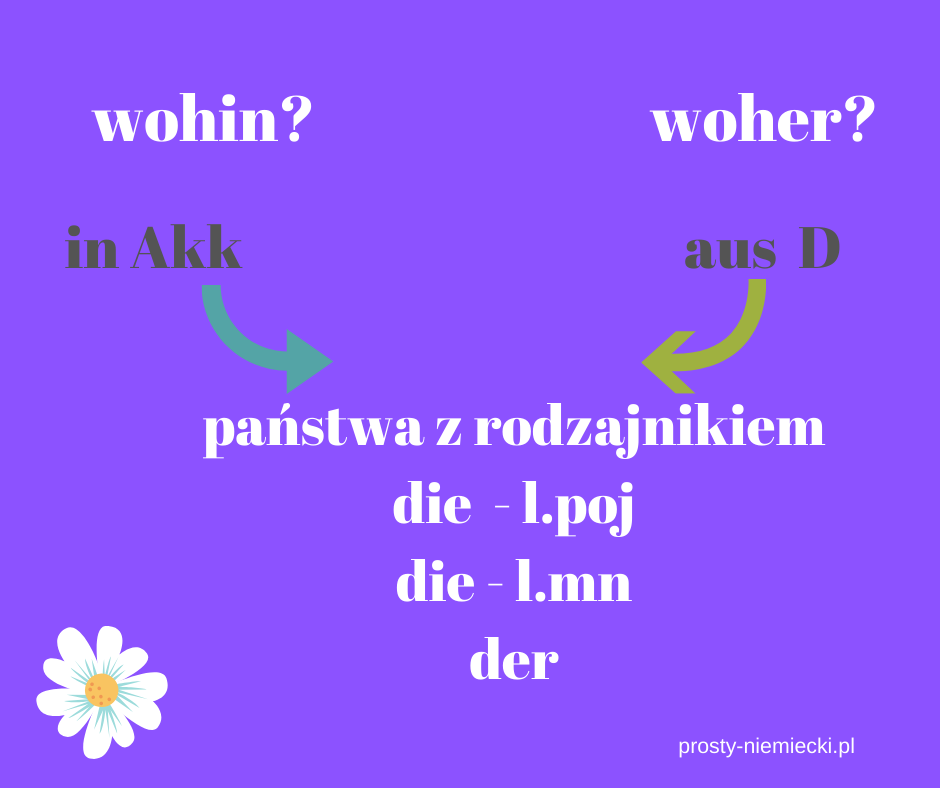 wohin? woher?
in Akk aus D
państwa z rodzajnikiem
die - l.poj
die - l.mn
der
prosty-niemiecki.pl